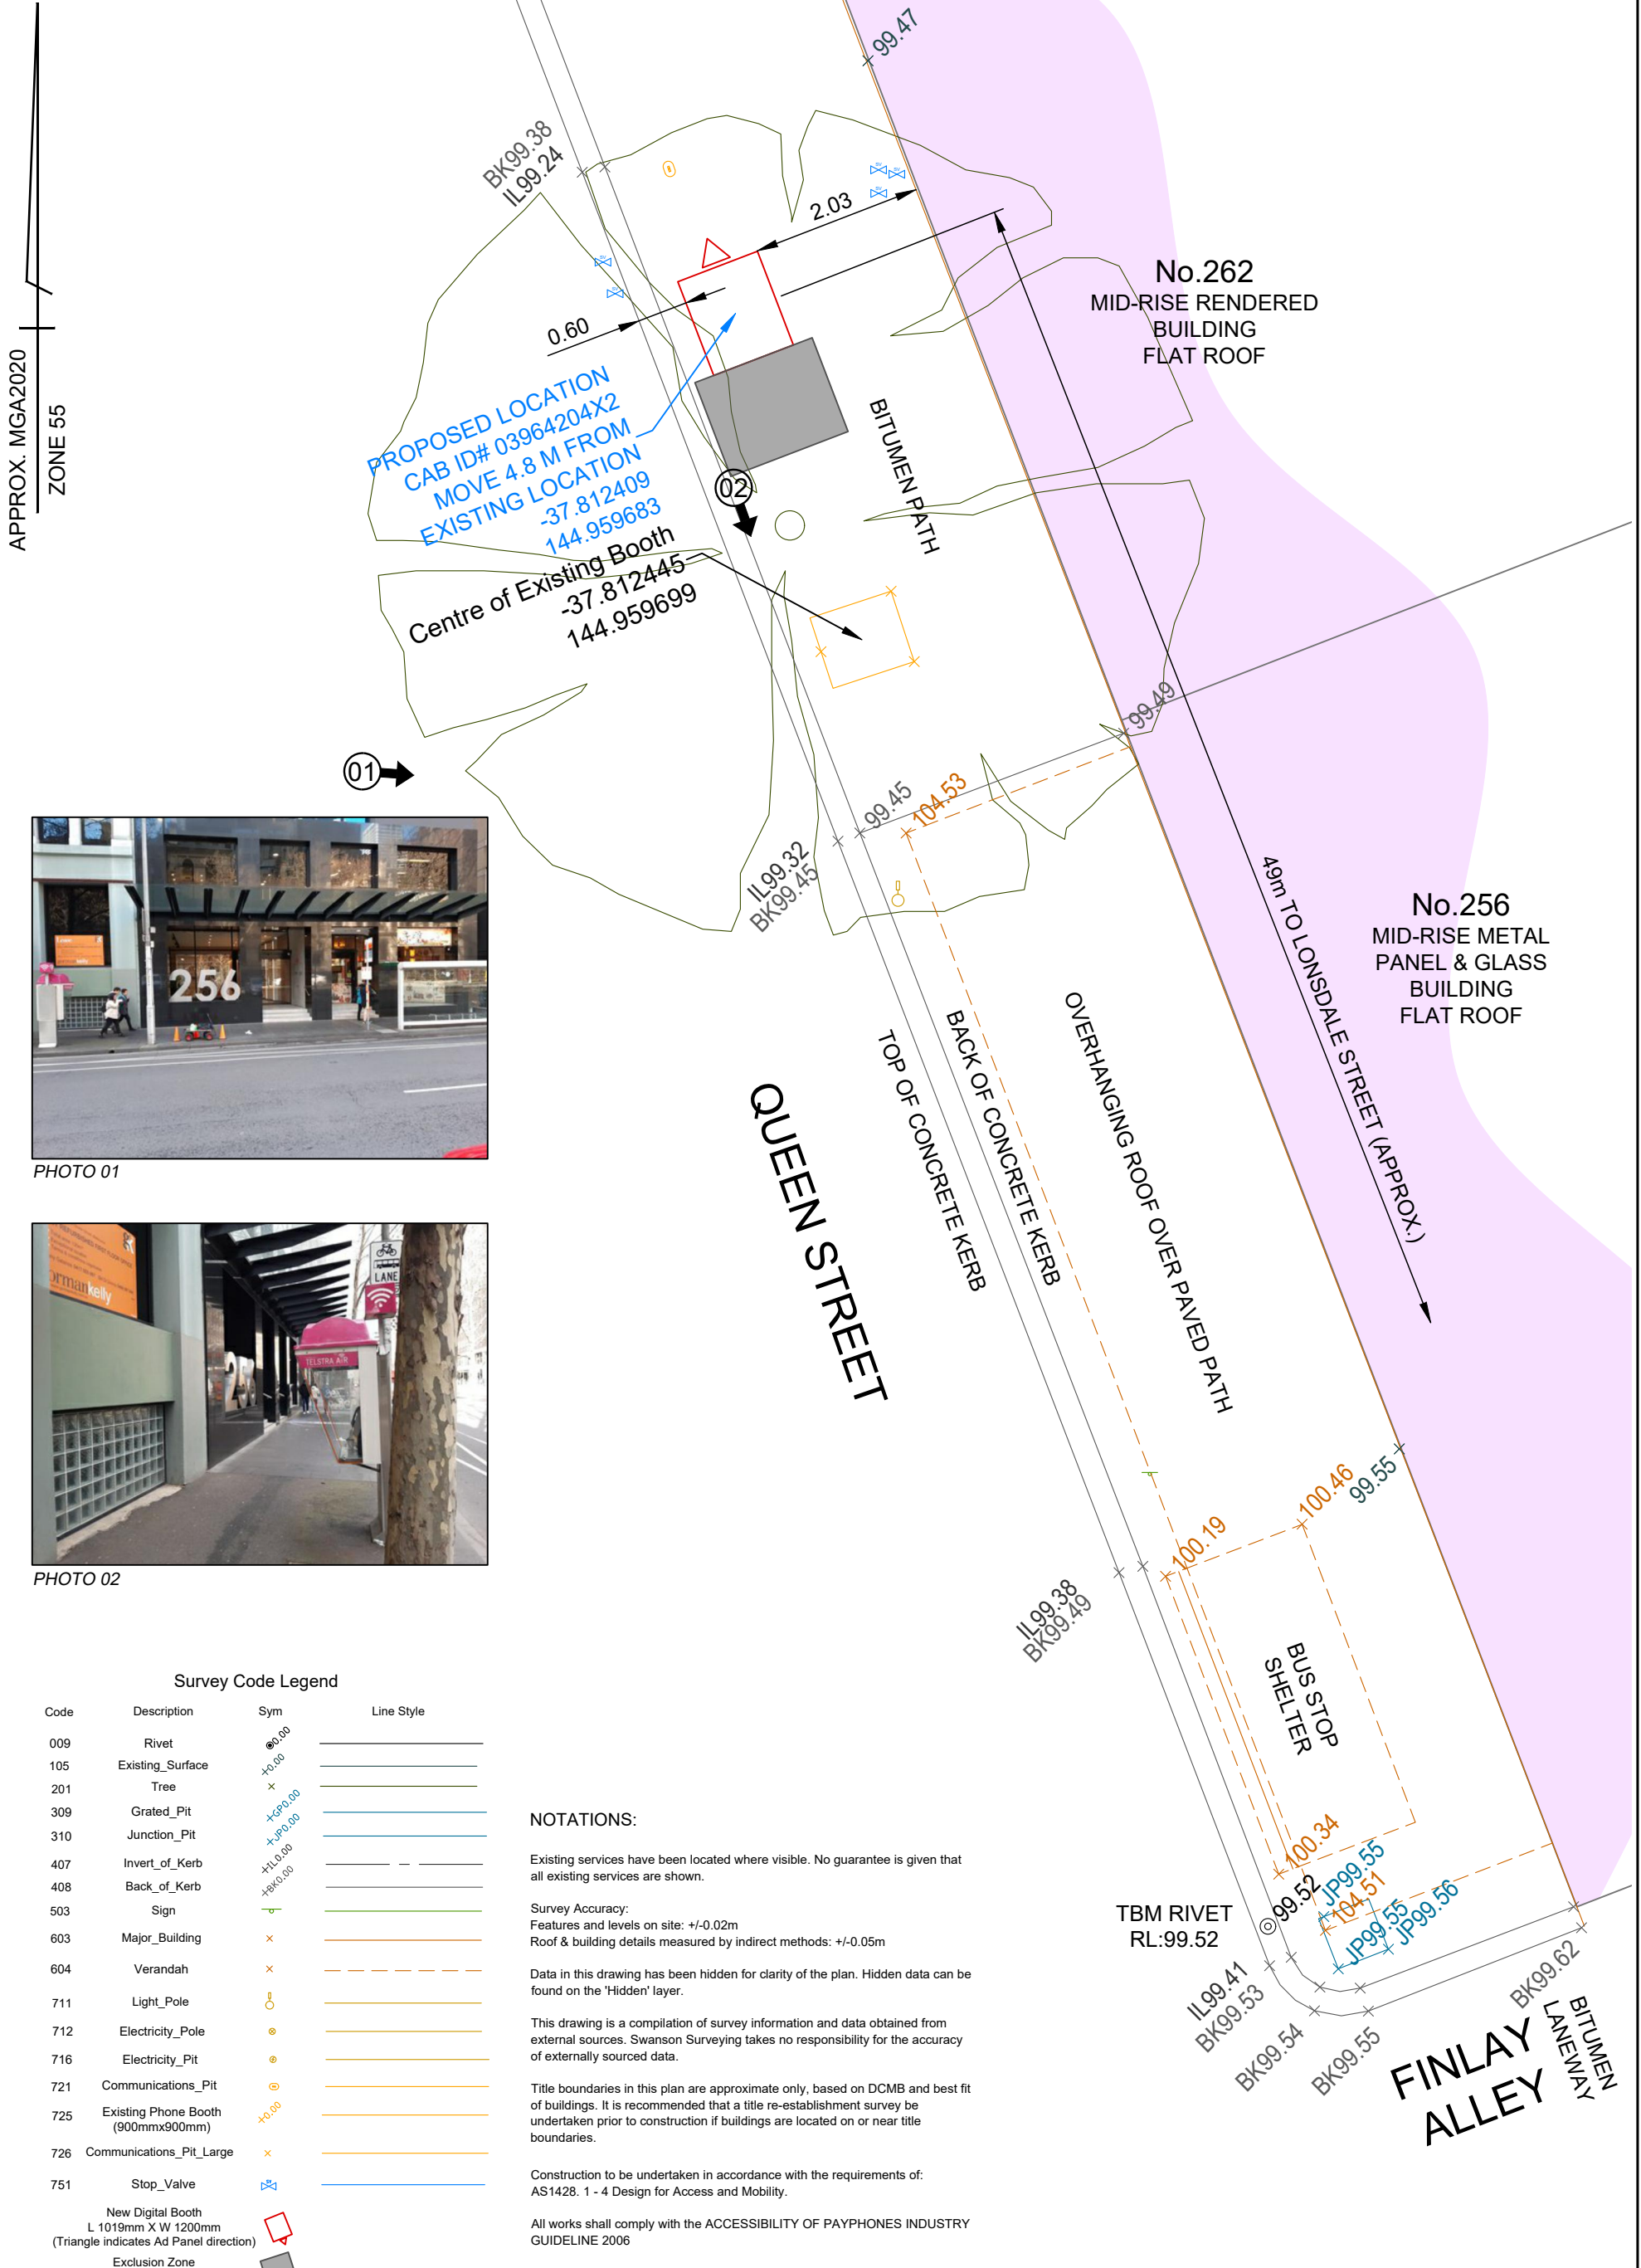 APPROX. MGA2020
ZONE 55
99.47
BK99.38
IL99.24
2.03
0.60
No.262
MID-RISE RENDERED
BUILDING
FLAT ROOF
PROPOSED LOCATION
CAB ID# 03964204X2
MOVE 4.8 M FROM
EXISTING LOCATION
-37.812409
144.959683
BITUMEN PATH
02
Centre of Existing Booth
-37.812445
144.959699
99.49
01
99.45
104.53
IL99.32
BK99.45
49m TO LONSDALE STREET (APPROX.)
No.256
MID-RISE METAL
PANEL & GLASS
BUILDING
FLAT ROOF
256
PHOTO 01
TOP OF CONCRETE KERB
BACK OF CONCRETE KERB
OVERHANGING ROOF OVER PAVED PATH
QUEEN STREET
LANE
normankelly
TELSTRA AIR
PHOTO 02
100.46
99.55
100.19
IL99.38
BK99.49
BUS STOP
SHELTER
100.34
JP99.55
99.52
104.51
JP99.55
JP99.56
TBM RIVET
RL:99.52
IL99.41
BK99.53
BK99.54
BK99.55
BK99.62
FINLAY
ALLEY
BITUMEN
LANEWAY
Survey Code Legend
Code Description Sym Line Style
009 Rivet 0.00
105 Existing_Surface +0.00
201 Tree
309 Grated_Pit +GP0.00
310 Junction_Pit +JP0.00
407 Invert_of_Kerb +IL0.00
408 Back_of_Kerb +BK0.00
503 Sign
603 Major_Building
604 Verandah
711 Light_Pole
712 Electricity_Pole
716 Electricity_Pit
721 Communications_Pit
725 Existing Phone Booth +0.00
(900mmx900mm)
726 Communications_Pit_Large
751 Stop_Valve
New Digital Booth
L 1019mm X W 1200mm
(Triangle indicates Ad Panel direction)
Exclusion Zone
NOTATIONS:
Existing services have been located where visible. No guarantee is given that
all existing services are shown.
Survey Accuracy:
Features and levels on site: +/-0.02m
Roof & building details measured by indirect methods: +/-0.05m
Data in this drawing has been hidden for clarity of the plan. Hidden data can be
found on the 'Hidden' layer.
This drawing is a compilation of survey information and data obtained from
external sources. Swanson Surveying takes no responsibility for the accuracy
of externally sourced data.
Title boundaries in this plan are approximate only, based on DCMB and best fit
of buildings. It is recommended that a title re-establishment survey be
undertaken prior to construction if buildings are located on or near title
boundaries.
Construction to be undertaken in accordance with the requirements of:
AS1428. 1 - 4 Design for Access and Mobility.
All works shall comply with the ACCESSIBILITY OF PAYPHONES INDUSTRY
GUIDELINE 2006